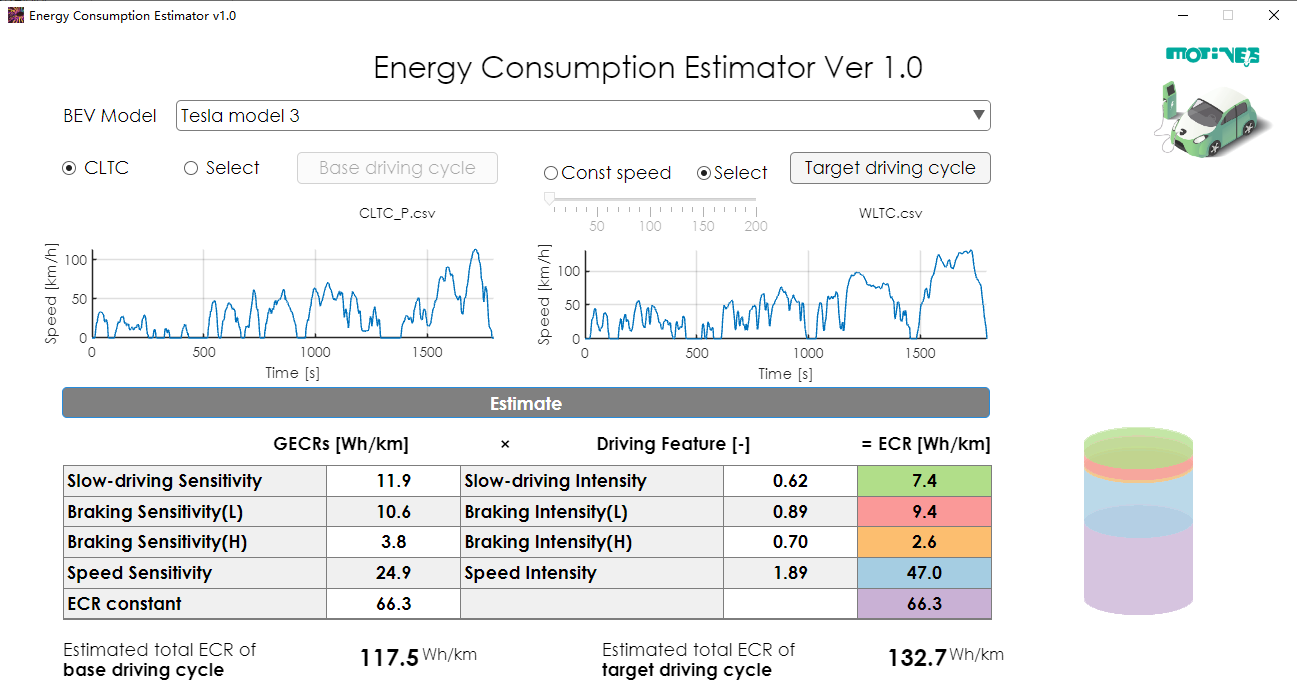 Energy Consumption Estimator v1.0
Energy Consumption Estimator Ver 1.0
MOTIVES
BEV Model Tesla model 3
CLTC Select Base driving cycle Const speed Select Target driving cycle
50 100 150 200
CLTC_P.csv WLTC.csv
Speed [km/h]
100
50
0
0 500 1000 1500
Time [s]
Speed [km/h]
100
50
0
0 500 1000 1500
Time [s]
Estimate
GECRs [Wh/km] × Driving Feature [-] = ECR [Wh/km]
Slow-driving Sensitivity 11.9 Slow-driving Intensity 0.62 7.4
Braking Sensitivity(L) 10.6 Braking Intensity(L) 0.89 9.4
Braking Sensitivity(H) 3.8 Braking Intensity(H) 0.70 2.6
Speed Sensitivity 24.9 Speed Intensity 1.89 47.0
ECR constant 66.3 66.3
Estimated total ECR of
base driving cycle
117.5 Wh/km
Estimated total ECR of
target driving cycle
132.7 Wh/km